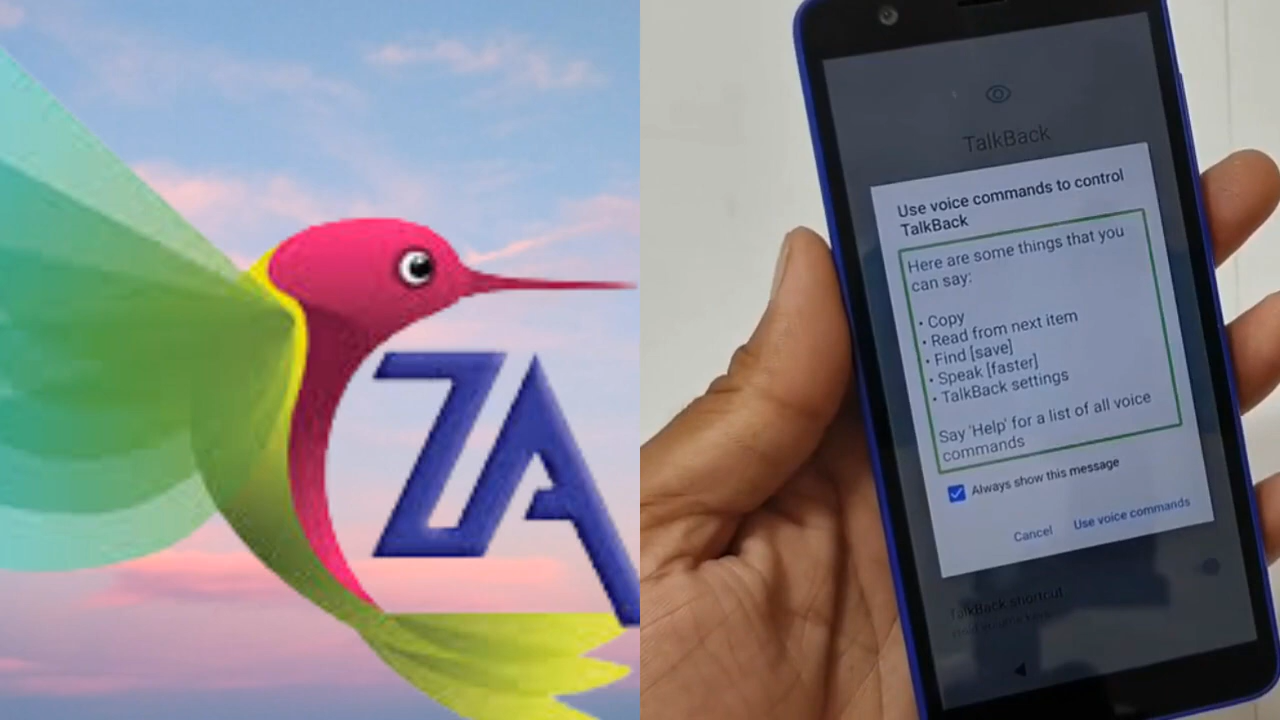 ZA
TalkBack
Use voice commands to control
TalkBack
Here are some things that you
can say:
• Copy
• Read from next item
• Find [save]
• Speak [faster]
• TalkBack settings
Say 'Help' for a list of all voice
commands
Always show this message
Cancel Use voice commands
TalkBack shortcut